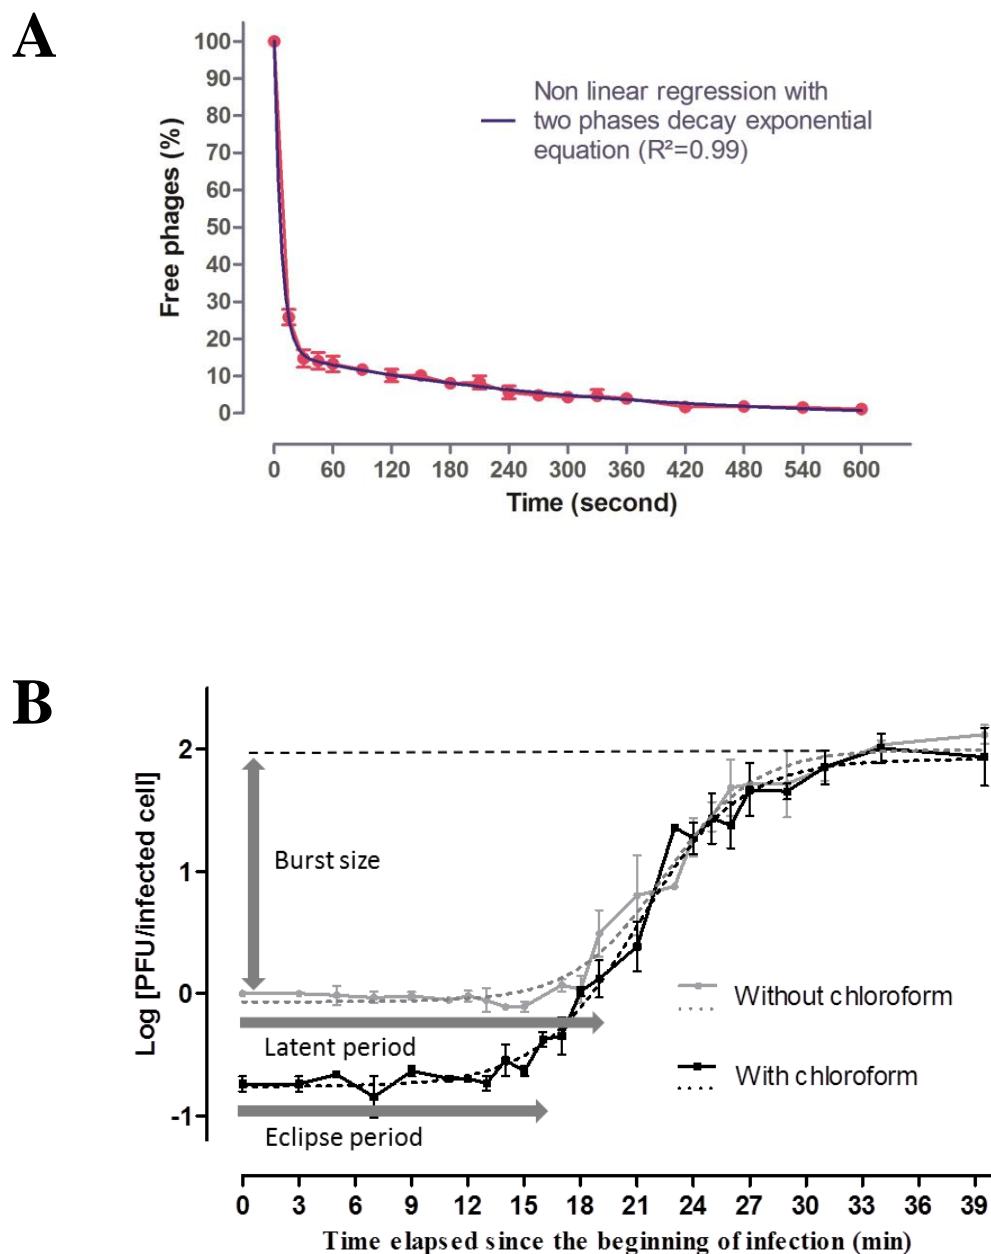 A
100
90
80
70
60
50
40
30
20
10
0
Free phages (%)
Non linear regression with
two phases decay exponential
equation (R²=0.99)
0 60 120 180 240 300 360 420 480 540 600
Time (second)
B
2
1
0
-1
Log [PFU/infected cell]
Burst size
Latent period
Eclipse period
Without chloroform
With chloroform
0 3 6 9 12 15 18 21 24 27 30 33 36 39
Time elapsed since the beginning of infection (min)